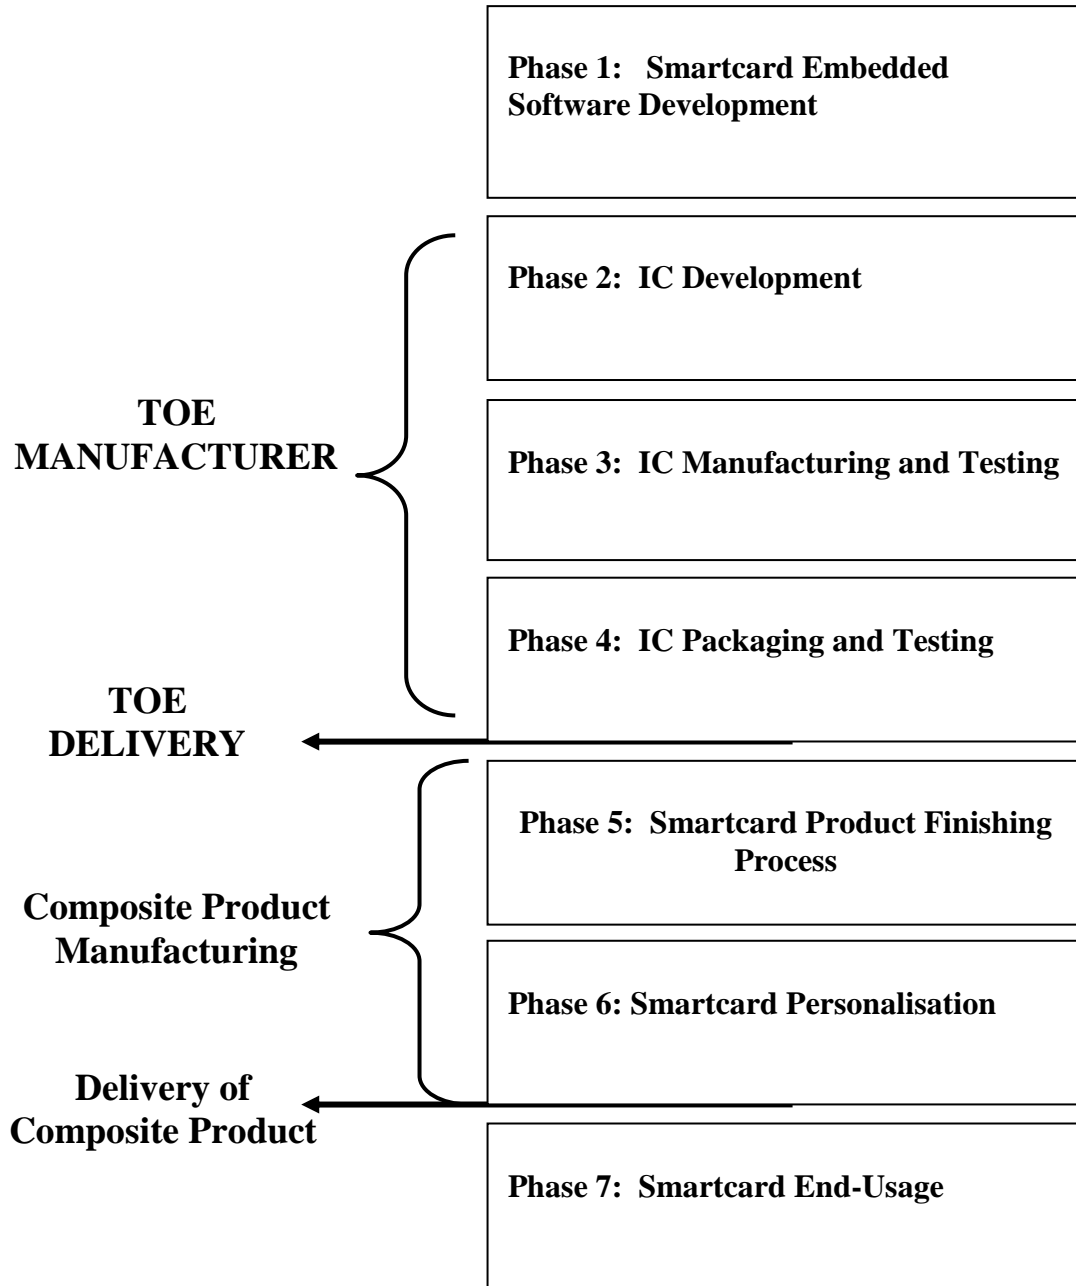 Phase 1: Smartcard Embedded
Software Development
Phase 2: IC Development
TOE
MANUFACTURER
Phase 3: IC Manufacturing and Testing
Phase 4: IC Packaging and Testing
TOE
DELIVERY
Phase 5: Smartcard Product Finishing
Process
Composite Product
Manufacturing
Phase 6: Smartcard Personalisation
Delivery of
Composite Product
Phase 7: Smartcard End-Usage